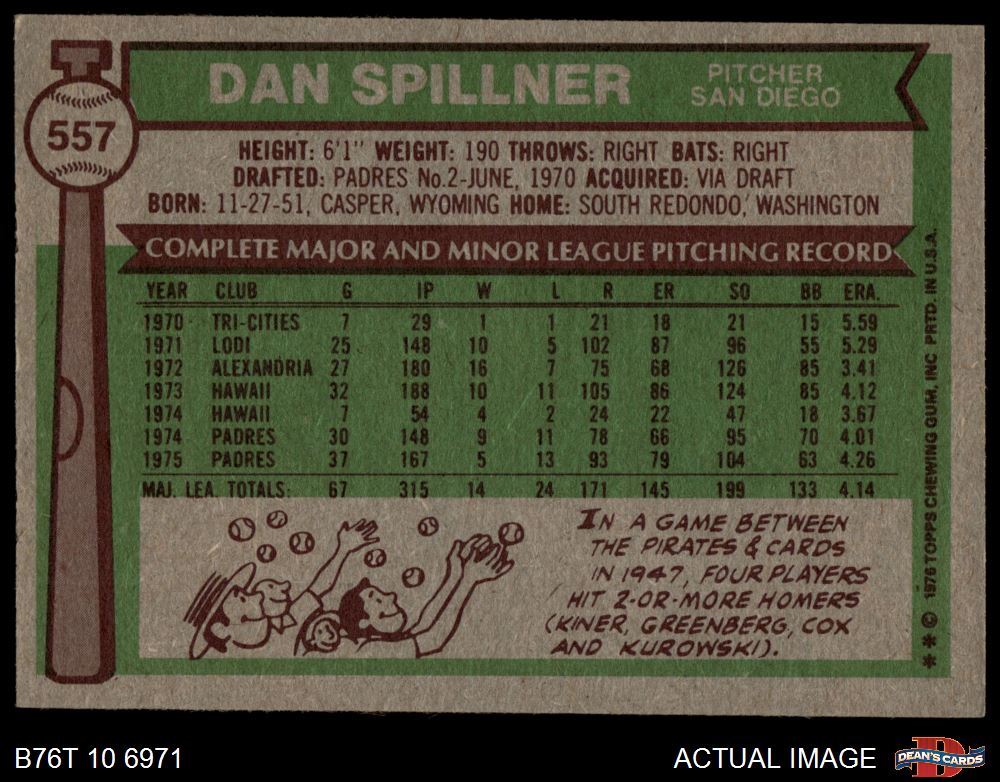 557
DAN SPILLNER
PITCHER
SAN DIEGO
HEIGHT: 6'1" WEIGHT: 190 THROWS: RIGHT BATS: RIGHT
DRAFTED: PADRES No.2-JUNE, 1970 ACQUIRED: VIA DRAFT
BORN: 11-27-51, CASPER, WYOMING HOME: SOUTH REDONDO, WASHINGTON
COMPLETE MAJOR AND MINOR LEAGUE PITCHING RECORD
YEAR CLUB G IP W L R ER SO BB ERA.
1970 TRI-CITIES 7 29 1 1 21 18 21 15 5.59
1971 LODI 25 148 10 5 102 87 96 55 5.29
1972 ALEXANDRIA 27 180 16 7 75 68 126 85 3.41
1973 HAWAII 32 188 10 11 105 86 124 85 4.12
1974 HAWAII 7 54 4 2 24 22 47 18 3.67
1974 PADRES 30 148 9 11 78 66 95 70 4.01
1975 PADRES 37 167 5 13 93 79 104 63 4.26
MAJ. LEA. TOTALS: 67 315 14 24 171 145 199 133 4.14
IN A GAME BETWEEN
THE PIRATES & CARDS
IN 1947, FOUR PLAYERS
HIT 2-OR-MORE HOMERS
(KINER, GREENBERG, COX
AND KUROWSKI).
** © 1976 TOPPS CHEWING GUM, INC PRTD. IN U.S.A.
B76T 10 6971
ACTUAL IMAGE
D
DEAN'S CARDS